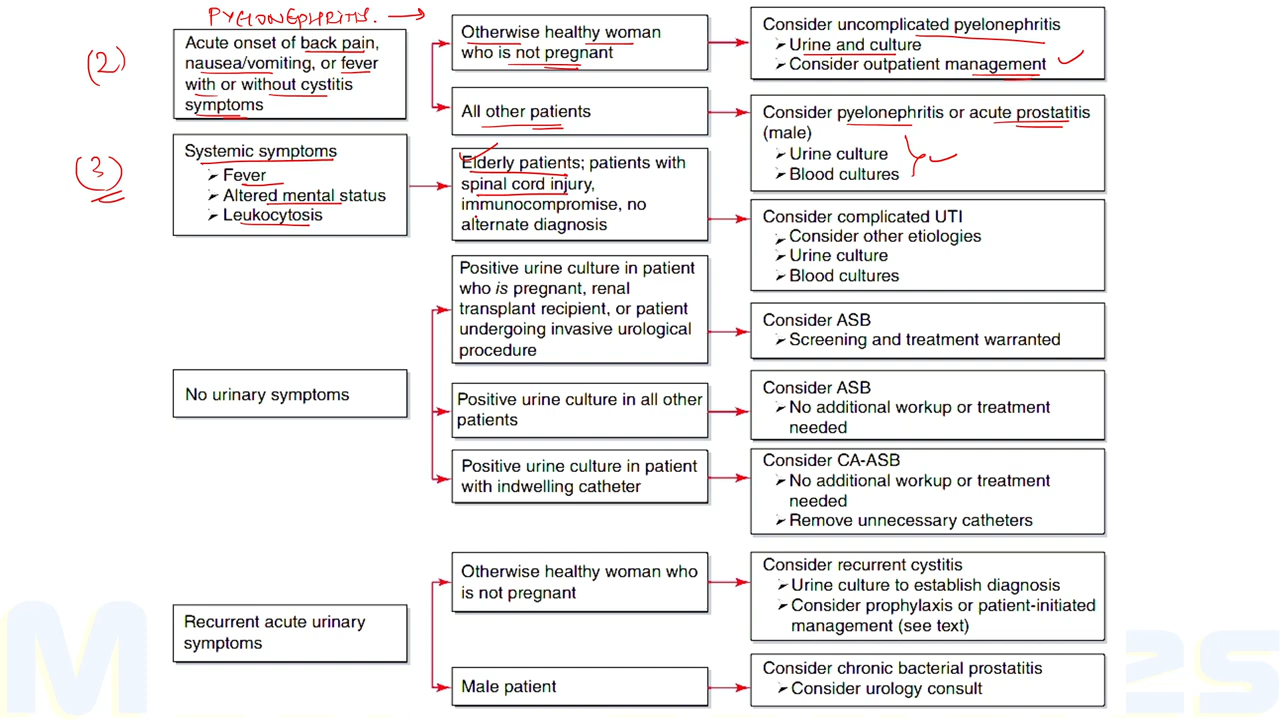 PYELONEPHRITIS.
(2)
Acute onset of back pain,
nausea/vomiting, or fever
with or without cystitis
symptoms
Otherwise healthy woman
who is not pregnant
Consider uncomplicated pyelonephritis
Urine and culture
Consider outpatient management
All other patients
Consider pyelonephritis or acute prostatitis
(male)
Urine culture
Blood cultures
(3)
Systemic symptoms
Fever
Altered mental status
Leukocytosis
Elderly patients; patients with
spinal cord injury,
immunocompromise, no
alternate diagnosis
Consider complicated UTI
Consider other etiologies
Urine culture
Blood cultures
No urinary symptoms
Positive urine culture in patient
who is pregnant, renal
transplant recipient, or patient
undergoing invasive urological
procedure
Consider ASB
Screening and treatment warranted
Positive urine culture in all other
patients
Consider ASB
No additional workup or treatment
needed
Positive urine culture in patient
with indwelling catheter
Consider CA-ASB
No additional workup or treatment
needed
Remove unnecessary catheters
Recurrent acute urinary
symptoms
Otherwise healthy woman who
is not pregnant
Consider recurrent cystitis
Urine culture to establish diagnosis
Consider prophylaxis or patient-initiated
management (see text)
Male patient
Consider chronic bacterial prostatitis
Consider urology consult